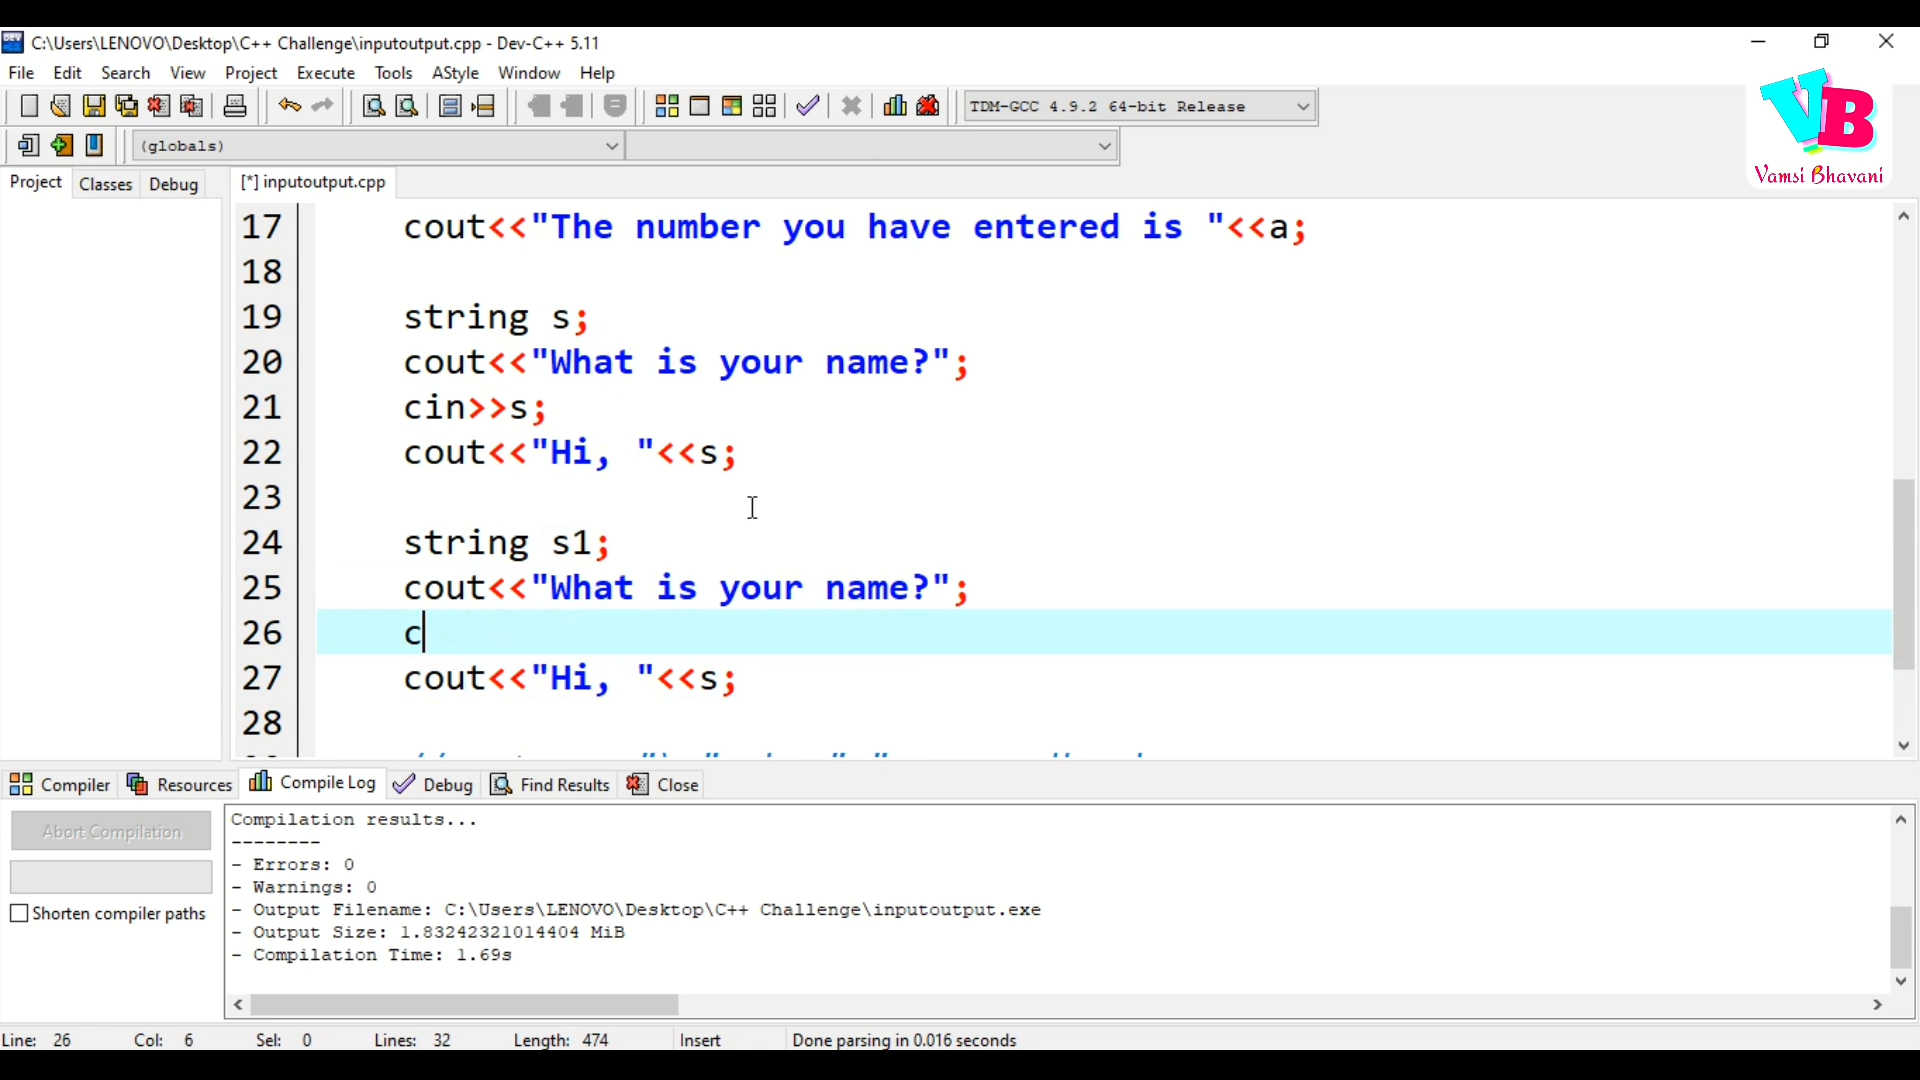 C:\Users\LENOVO\Desktop\C++ Challenge\inputoutput.cpp - Dev-C++ 5.11
File Edit Search View Project Execute Tools AStyle Window Help
TDM-GCC 4.9.2 64-bit Release
(globals)
VB
Vamsi Bhavani
Project Classes Debug [*] inputoutput.cpp
17 cout<<"The number you have entered is "<<a;
18
19 string s;
20 cout<<"What is your name?";
21 cin>>s;
22 cout<<"Hi, "<<s;
23
24 string s1;
25 cout<<"What is your name?";
26 c
27 cout<<"Hi, "<<s;
28
Compiler Resources Compile Log Debug Find Results Close
Abort Compilation
Shorten compiler paths
Compilation results...
--------
- Errors: 0
- Warnings: 0
- Output Filename: C:\Users\LENOVO\Desktop\C++ Challenge\inputoutput.exe
- Output Size: 1.83242321014404 MiB
- Compilation Time: 1.69s
Line: 26 Col: 6 Sel: 0 Lines: 32 Length: 474 Insert Done parsing in 0.016 seconds